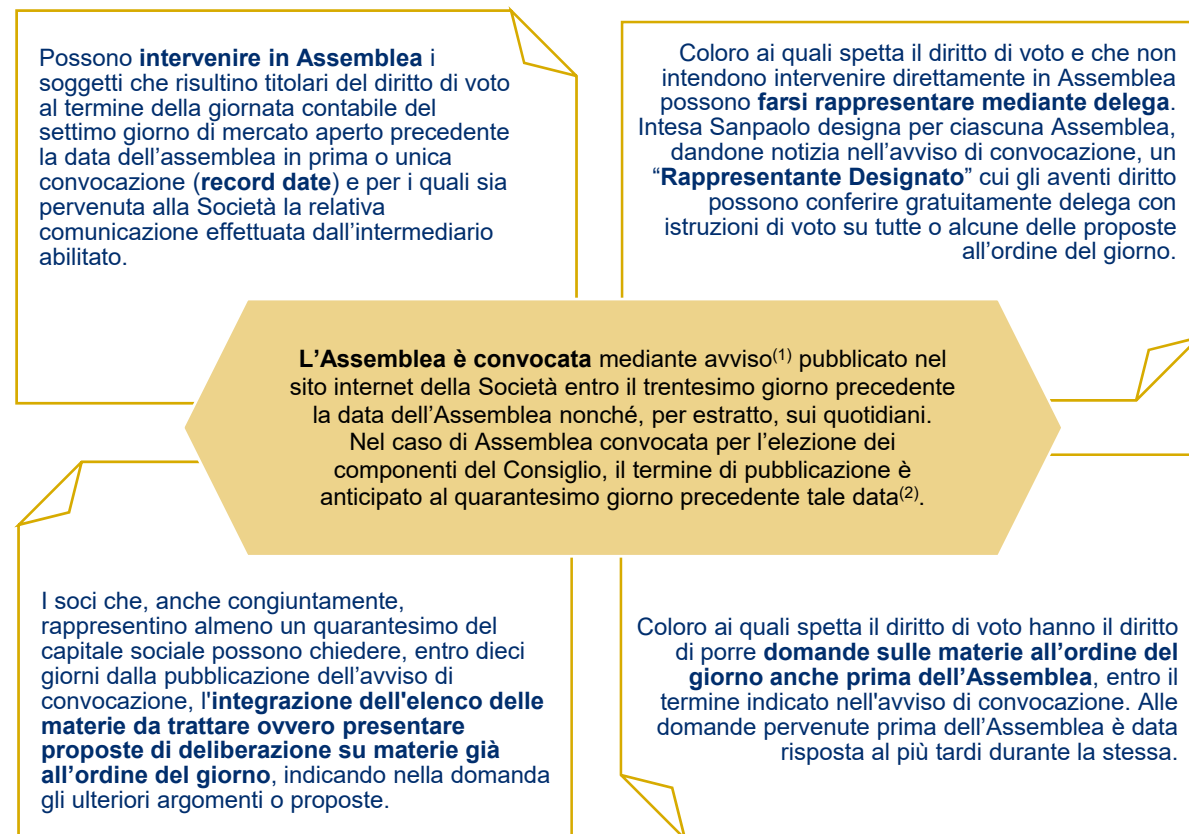 Possono intervenire in Assemblea i
soggetti che risultino titolari del diritto di voto
al termine della giornata contabile del
settimo giorno di mercato aperto precedente
la data dell’assemblea in prima o unica
convocazione (record date) e per i quali sia
pervenuta alla Società la relativa
comunicazione effettuata dall’intermediario
abilitato.
Coloro ai quali spetta il diritto di voto e che non
intendono intervenire direttamente in Assemblea
possono farsi rappresentare mediante delega.
Intesa Sanpaolo designa per ciascuna Assemblea,
dandone notizia nell’avviso di convocazione, un
“Rappresentante Designato” cui gli aventi diritto
possono conferire gratuitamente delega con
istruzioni di voto su tutte o alcune delle proposte
all’ordine del giorno.
L’Assemblea è convocata mediante avviso(1) pubblicato nel
sito internet della Società entro il trentesimo giorno precedente
la data dell’Assemblea nonché, per estratto, sui quotidiani.
Nel caso di Assemblea convocata per l’elezione dei
componenti del Consiglio, il termine di pubblicazione è
anticipato al quarantesimo giorno precedente tale data(2).
I soci che, anche congiuntamente,
rappresentino almeno un quarantesimo del
capitale sociale possono chiedere, entro dieci
giorni dalla pubblicazione dell’avviso di
convocazione, l'integrazione dell'elenco delle
materie da trattare ovvero presentare
proposte di deliberazione su materie già
all’ordine del giorno, indicando nella domanda
gli ulteriori argomenti o proposte.
Coloro ai quali spetta il diritto di voto hanno il diritto
di porre domande sulle materie all’ordine del
giorno anche prima dell’Assemblea, entro il
termine indicato nell'avviso di convocazione. Alle
domande pervenute prima dell’Assemblea è data
risposta al più tardi durante la stessa.